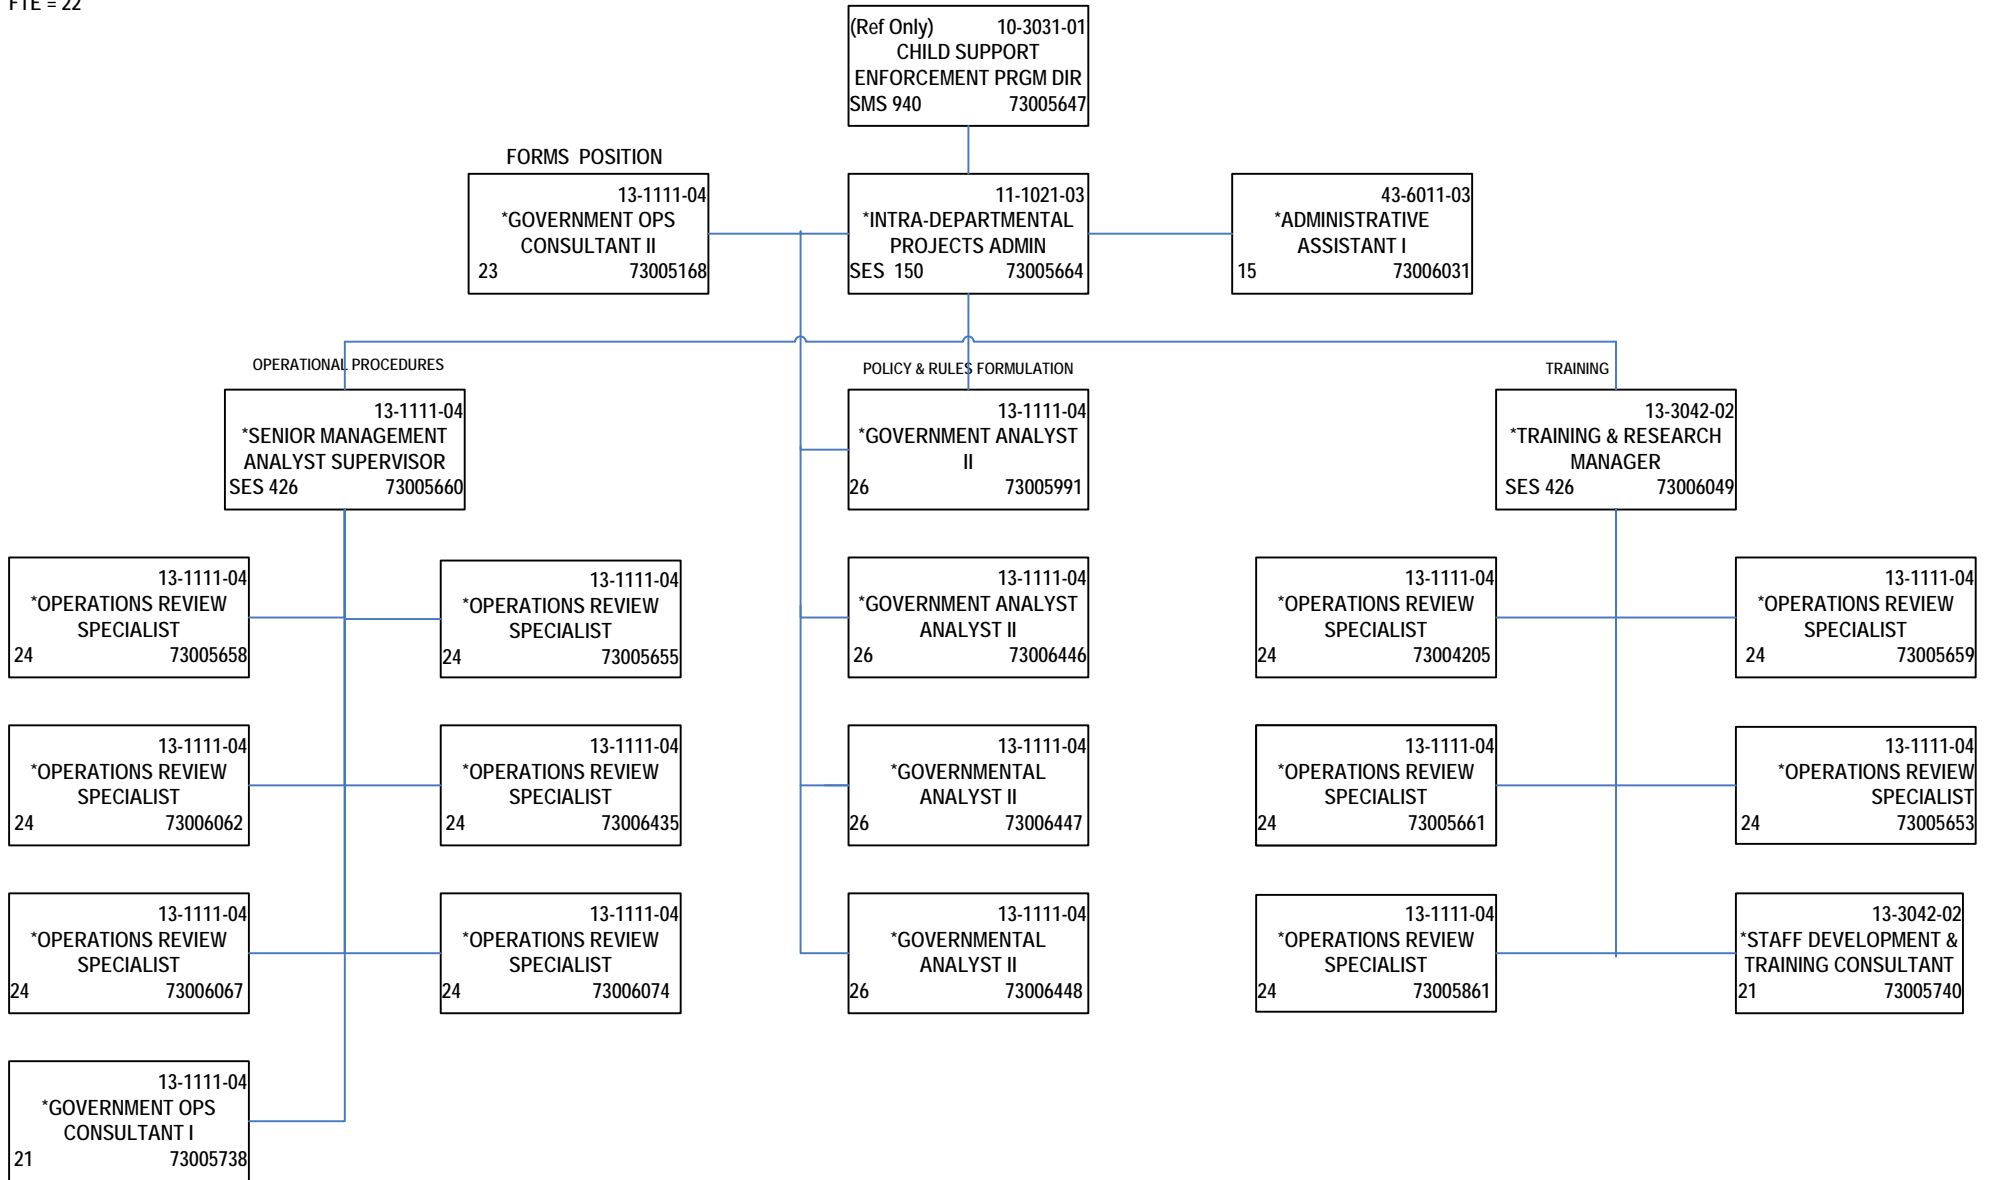 FTE = 22
(Ref Only) 10-3031-01
CHILD SUPPORT
ENFORCEMENT PRGM DIR
SMS 940 73005647
FORMS POSITION
13-1111-04
*GOVERNMENT OPS
CONSULTANT II
23 73005168
11-1021-03
*INTRA-DEPARTMENTAL
PROJECTS ADMIN
SES 150 73005664
43-6011-03
*ADMINISTRATIVE
ASSISTANT I
15 73006031
OPERATIONAL PROCEDURES
13-1111-04
*SENIOR MANAGEMENT
ANALYST SUPERVISOR
SES 426 73005660
POLICY & RULES FORMULATION
13-1111-04
*GOVERNMENT ANALYST
II
26 73005991
TRAINING
13-3042-02
*TRAINING & RESEARCH
MANAGER
SES 426 73006049
13-1111-04
*OPERATIONS REVIEW
SPECIALIST
24 73005658
13-1111-04
*OPERATIONS REVIEW
SPECIALIST
24 73005655
13-1111-04
*GOVERNMENT ANALYST
ANALYST II
26 73006446
13-1111-04
*OPERATIONS REVIEW
SPECIALIST
24 73004205
13-1111-04
*OPERATIONS REVIEW
SPECIALIST
24 73005659
13-1111-04
*OPERATIONS REVIEW
SPECIALIST
24 73006062
13-1111-04
*OPERATIONS REVIEW
SPECIALIST
24 73006435
13-1111-04
*GOVERNMENTAL
ANALYST II
26 73006447
13-1111-04
*OPERATIONS REVIEW
SPECIALIST
24 73005661
13-1111-04
*OPERATIONS REVIEW
SPECIALIST
24 73005653
13-1111-04
*OPERATIONS REVIEW
SPECIALIST
24 73006067
13-1111-04
*OPERATIONS REVIEW
SPECIALIST
24 73006074
13-1111-04
*GOVERNMENTAL
ANALYST II
26 73006448
13-1111-04
*OPERATIONS REVIEW
SPECIALIST
24 73005861
13-3042-02
*STAFF DEVELOPMENT &
TRAINING CONSULTANT
21 73005740
13-1111-04
*GOVERNMENT OPS
CONSULTANT I
21 73005738